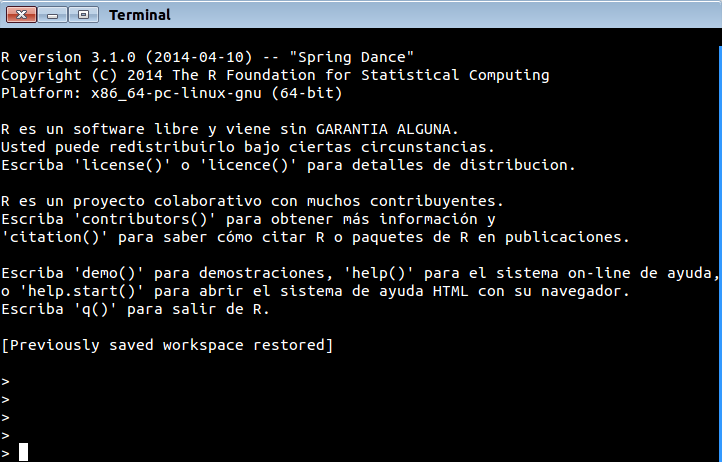 Terminal
R version 3.1.0 (2014-04-10) -- "Spring Dance"
Copyright (C) 2014 The R Foundation for Statistical Computing
Platform: x86_64-pc-linux-gnu (64-bit)
R es un software libre y viene sin GARANTIA ALGUNA.
Usted puede redistribuirlo bajo ciertas circunstancias.
Escriba 'license()' o 'licence()' para detalles de distribucion.
R es un proyecto colaborativo con muchos contribuyentes.
Escriba 'contributors()' para obtener más información y
'citation()' para saber cómo citar R o paquetes de R en publicaciones.
Escriba 'demo()' para demostraciones, 'help()' para el sistema on-line de ayuda,
o 'help.start()' para abrir el sistema de ayuda HTML con su navegador.
Escriba 'q()' para salir de R.
[Previously saved workspace restored]
>
>
>
>
>